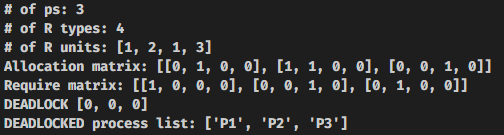 # of ps: 3
# of R types: 4
# of R units: [1, 2, 1, 3]
Allocation matrix: [[0, 1, 0, 0], [1, 1, 0, 0], [0, 0, 1, 0]]
Require matrix: [[1, 0, 0, 0], [0, 0, 1, 0], [0, 1, 0, 0]]
DEADLOCK [0, 0, 0]
DEADLOCKED process list: ['P1', 'P2', 'P3']